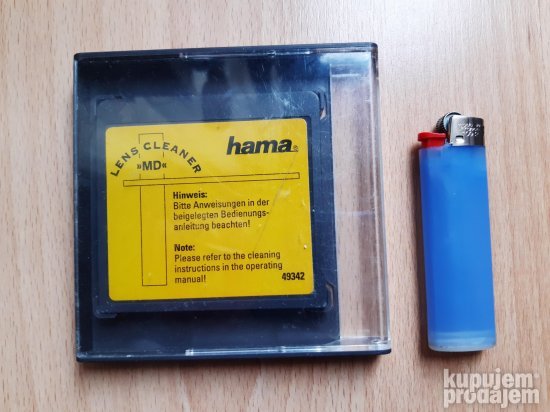 LENS CLEANER
»MD«
hama®
Hinweis:
Bitte Anweisungen in der
beigelegten Bedienungs-
anleitung beachten!
Note:
Please refer to the cleaning
instructions in the operating
manual!
49342
kupujem
prodajem